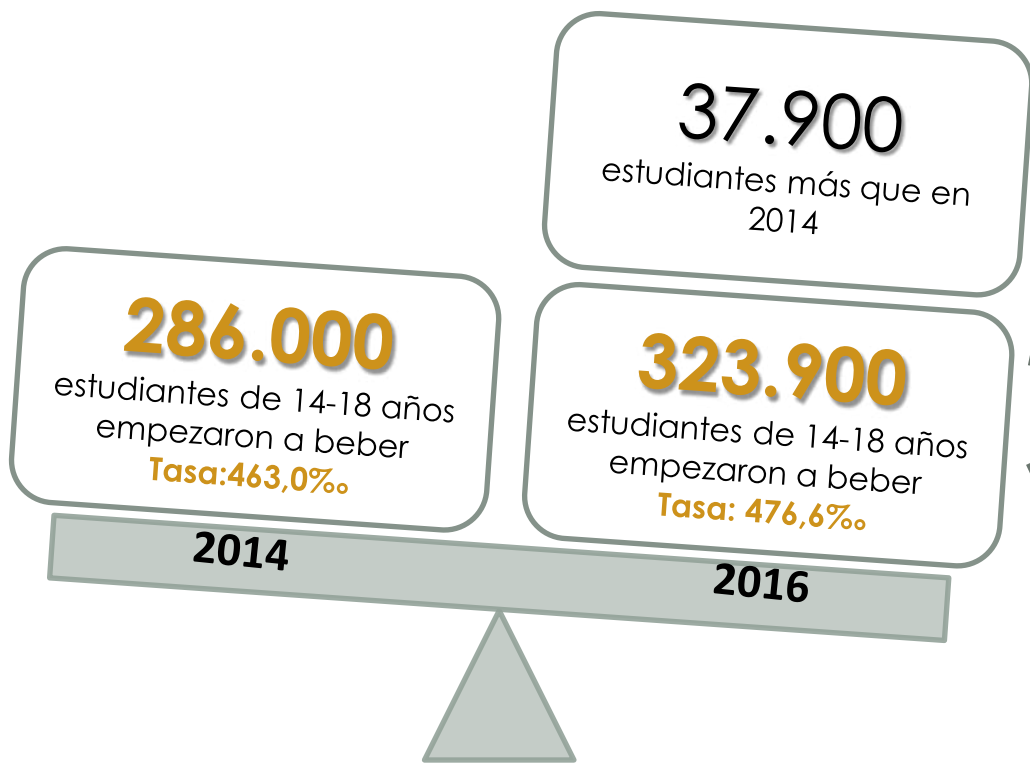 37.900
estudiantes más que en
2014
286.000
estudiantes de 14-18 años
empezaron a beber
Tasa:463,0‰
323.900
estudiantes de 14-18 años
empezaron a beber
Tasa: 476,6‰
2014
2016